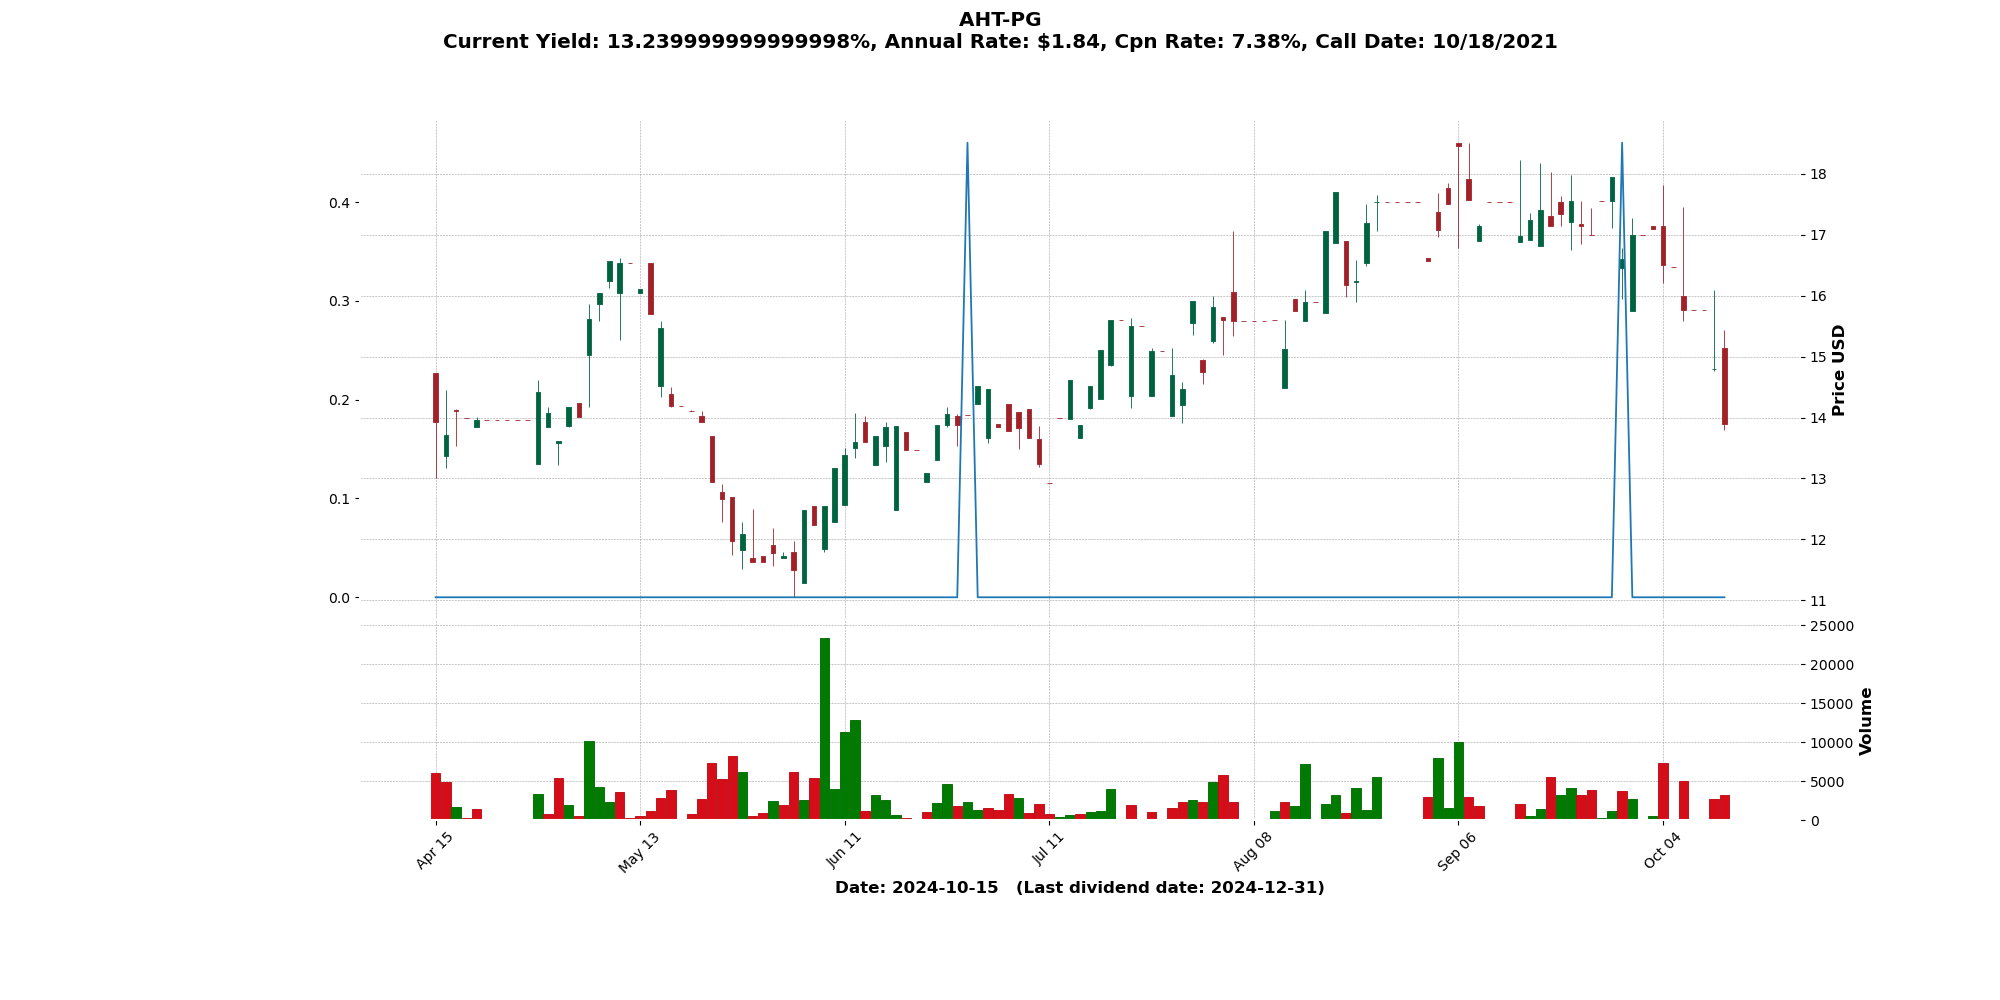 AHT-PG
Current Yield: 13.239999999999998%, Annual Rate: $1.84, Cpn Rate: 7.38%, Call Date: 10/18/2021
0.4
0.3
0.2
0.1
0.0
18
17
16
15
14
13
12
11
Price USD
25000
20000
15000
10000
5000
0
Volume
Apr 15
May 13
Jun 11
Jul 11
Aug 08
Sep 06
Oct 04
Date: 2024-10-15   (Last dividend date: 2024-12-31)